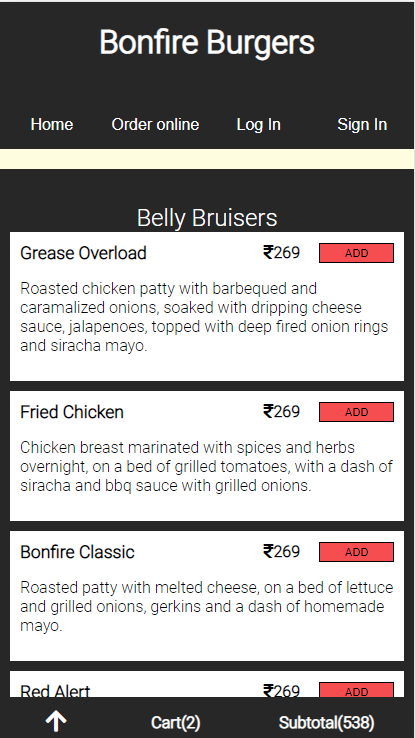 Bonfire Burgers
Home Order online Log In Sign In
Belly Bruisers
Grease Overload ₹269 ADD
Roasted chicken patty with barbequed and
caramalized onions, soaked with dripping cheese
sauce, jalapenoes, topped with deep fired onion rings
and siracha mayo.
Fried Chicken ₹269 ADD
Chicken breast marinated with spices and herbs
overnight, on a bed of grilled tomatoes, with a dash of
siracha and bbq sauce with grilled onions.
Bonfire Classic ₹269 ADD
Roasted patty with melted cheese, on a bed of lettuce
and grilled onions, gerkins and a dash of homemade
mayo.
Red Alert ₹269 ADD
Cart(2) Subtotal(538)